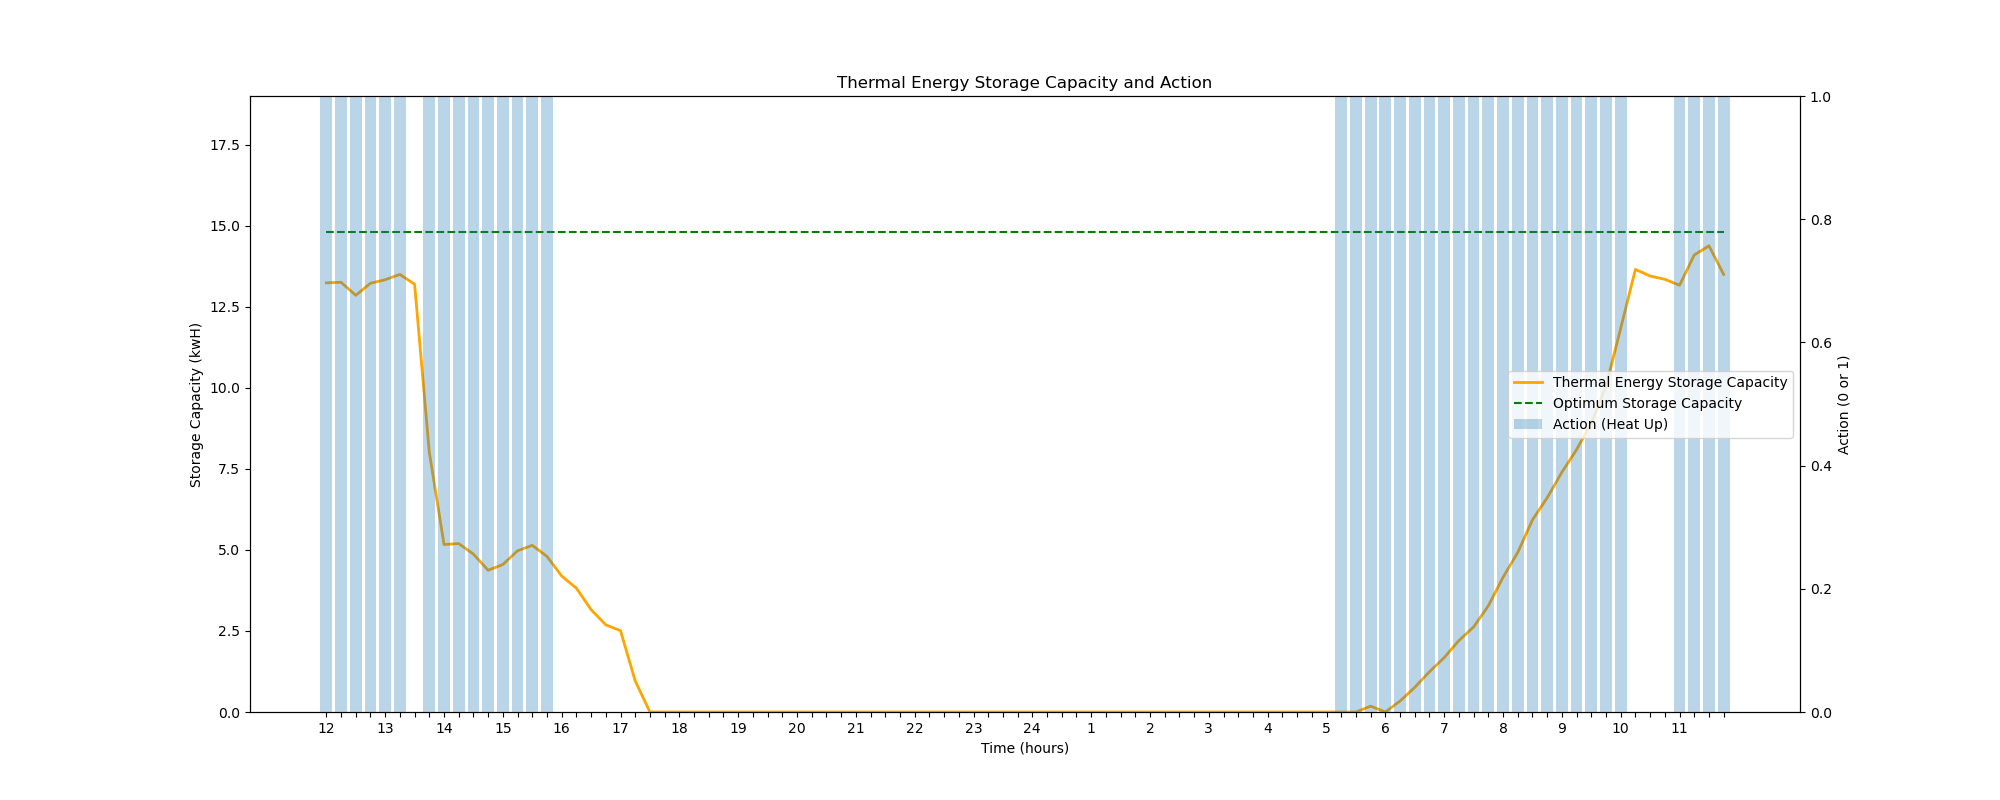 Thermal Energy Storage Capacity and Action
17.5
15.0
12.5
10.0
7.5
5.0
2.5
0.0
Storage Capacity (kwH)
1.0
0.8
0.6
0.4
0.2
0.0
Action (0 or 1)
Thermal Energy Storage Capacity
Optimum Storage Capacity
Action (Heat Up)
12 13 14 15 16 17 18 19 20 21 22 23 24 1 2 3 4 5 6 7 8 9 10 11
Time (hours)